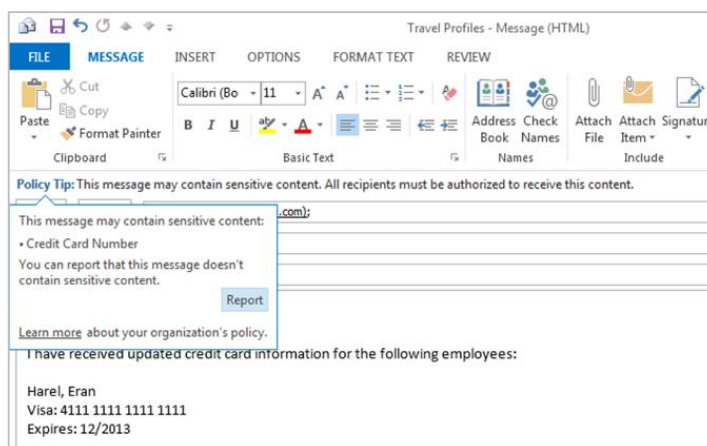 Travel Profiles - Message (HTML)
FILE MESSAGE INSERT OPTIONS FORMAT TEXT REVIEW
Cut
Copy
Format Painter
Paste
Clipboard
Calibri (Bo 11 A A
B I U A
Basic Text
Address Book
Check Names
Names
Attach File
Attach Item
Signatur
Include
Policy Tip: This message may contain sensitive content. All recipients must be authorized to receive this content.
.com);
This message may contain sensitive content:
• Credit Card Number
You can report that this message doesn't
contain sensitive content.
Report
Learn more about your organization's policy.
I have received updated credit card information for the following employees:
Harel, Eran
Visa: 4111 1111 1111 1111
Expires: 12/2013